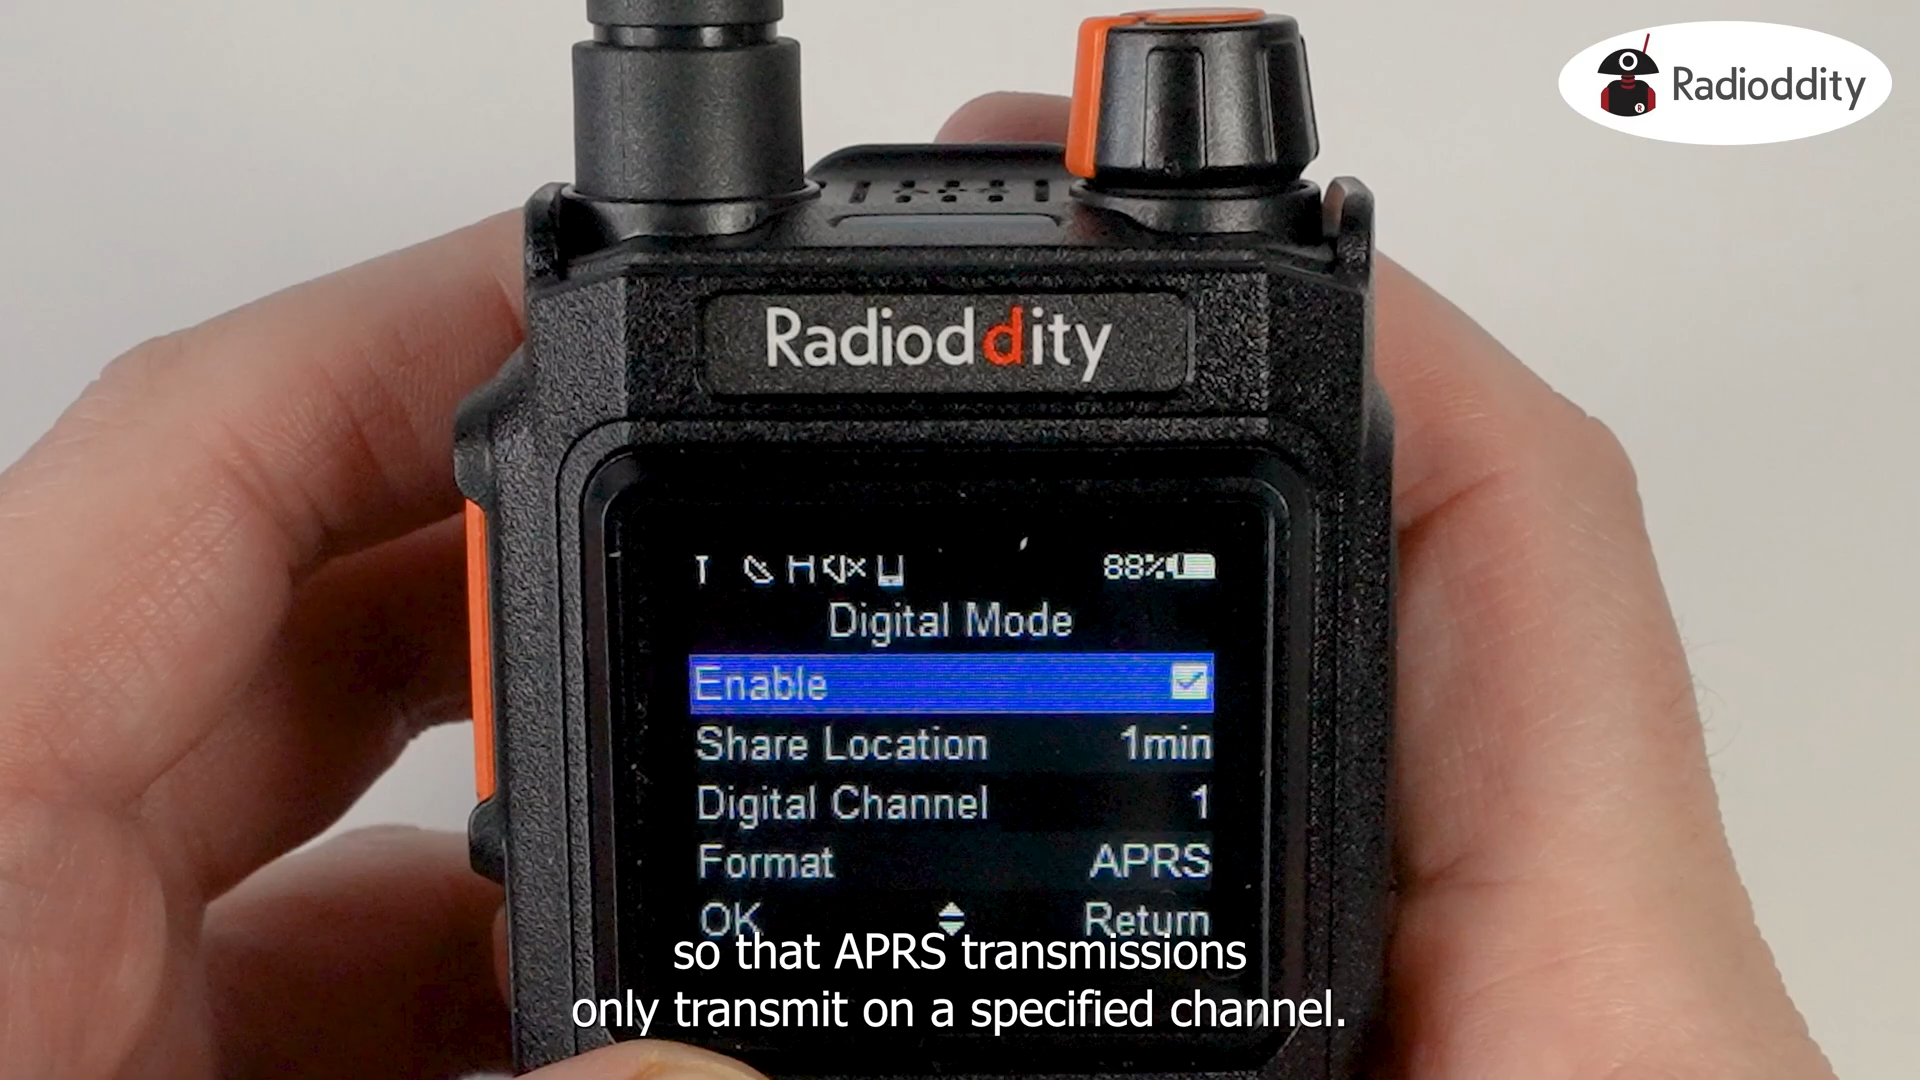 Radioddity
Radioddity
88%
Digital Mode
Enable
Share Location 1min
Digital Channel 1
Format APRS
OK Return
so that APRS transmissions
only transmit on a specified channel.